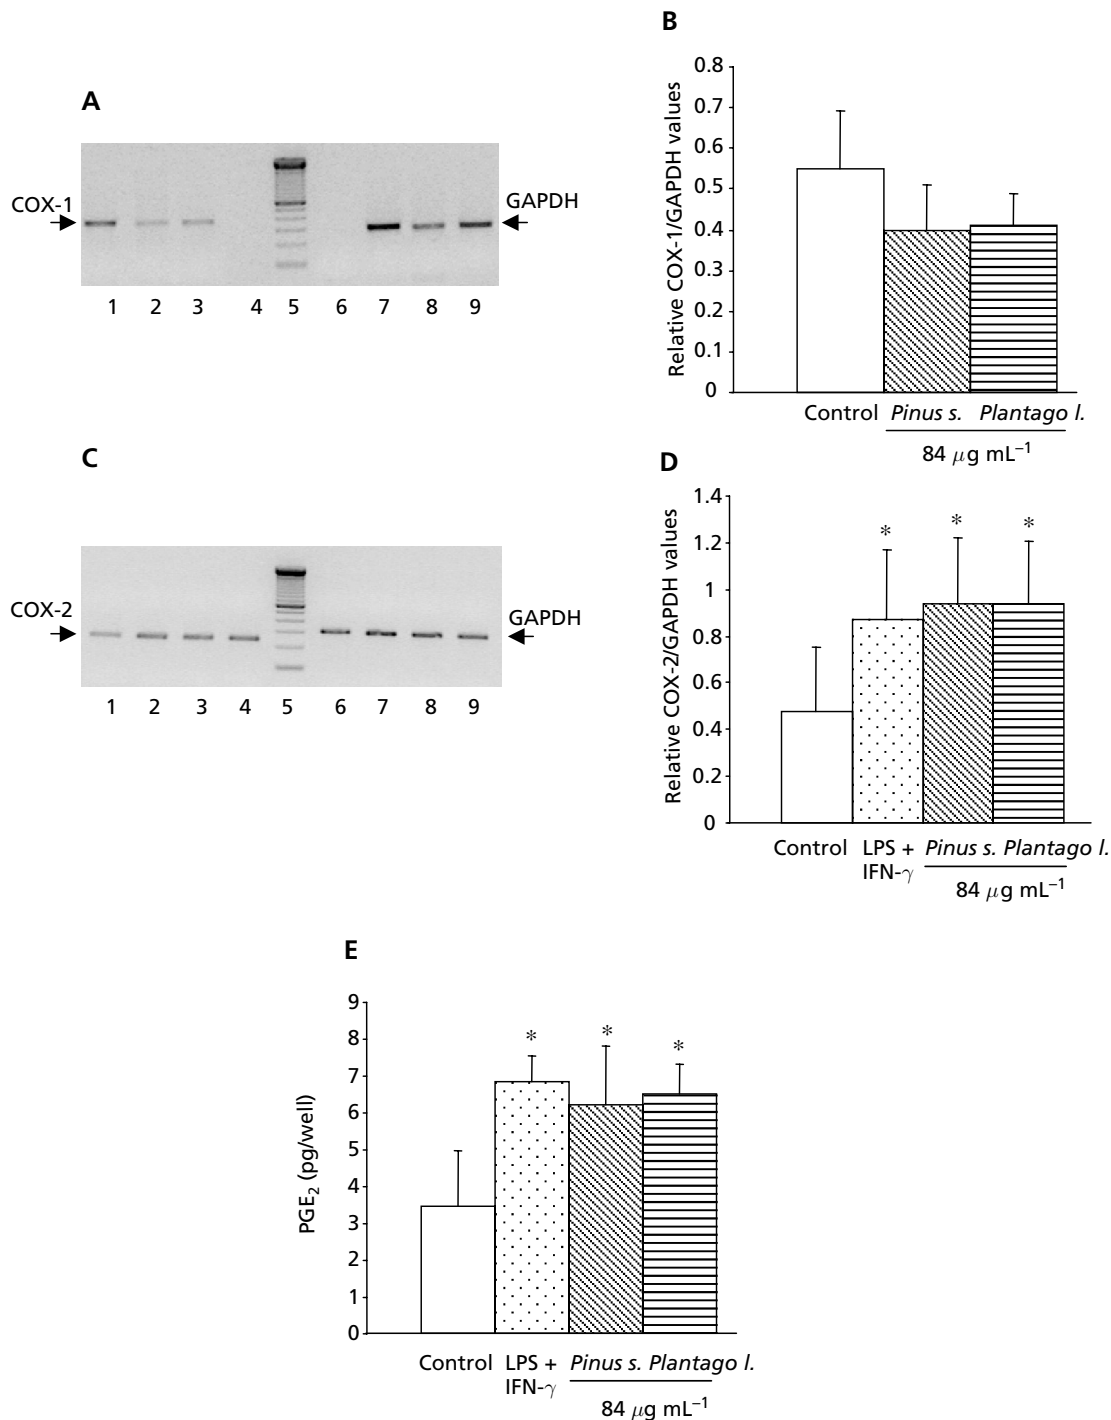 A
COX-1
GAPDH
1 2 3 4 5 6 7 8 9
B
Relative COX-1/GAPDH values
0.8
0.7
0.6
0.5
0.4
0.3
0.2
0.1
0
Control Pinus s. Plantago l.
84 μg mL⁻¹
C
COX-2
GAPDH
1 2 3 4 5 6 7 8 9
D
Relative COX-2/GAPDH values
1.4
1.2
1
0.8
0.6
0.4
0.2
0
* * *
Control LPS + Pinus s. Plantago l.
IFN-γ
84 μg mL⁻¹
E
PGE₂ (pg/well)
9
8
7
6
5
4
3
2
1
0
* * *
Control LPS + Pinus s. Plantago l.
IFN-γ
84 μg mL⁻¹